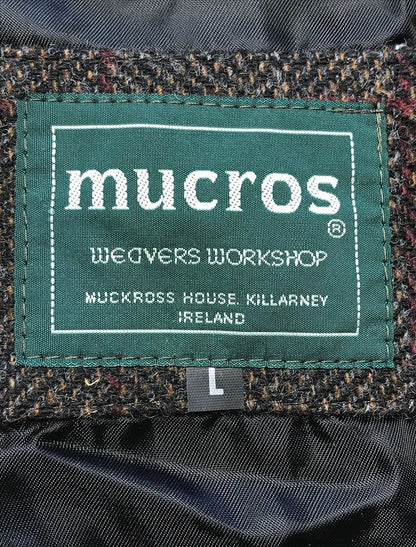 mucros
®
WEAVERS WORKSHOP
MUCKROSS HOUSE. KILLARNEY
IRELAND
L